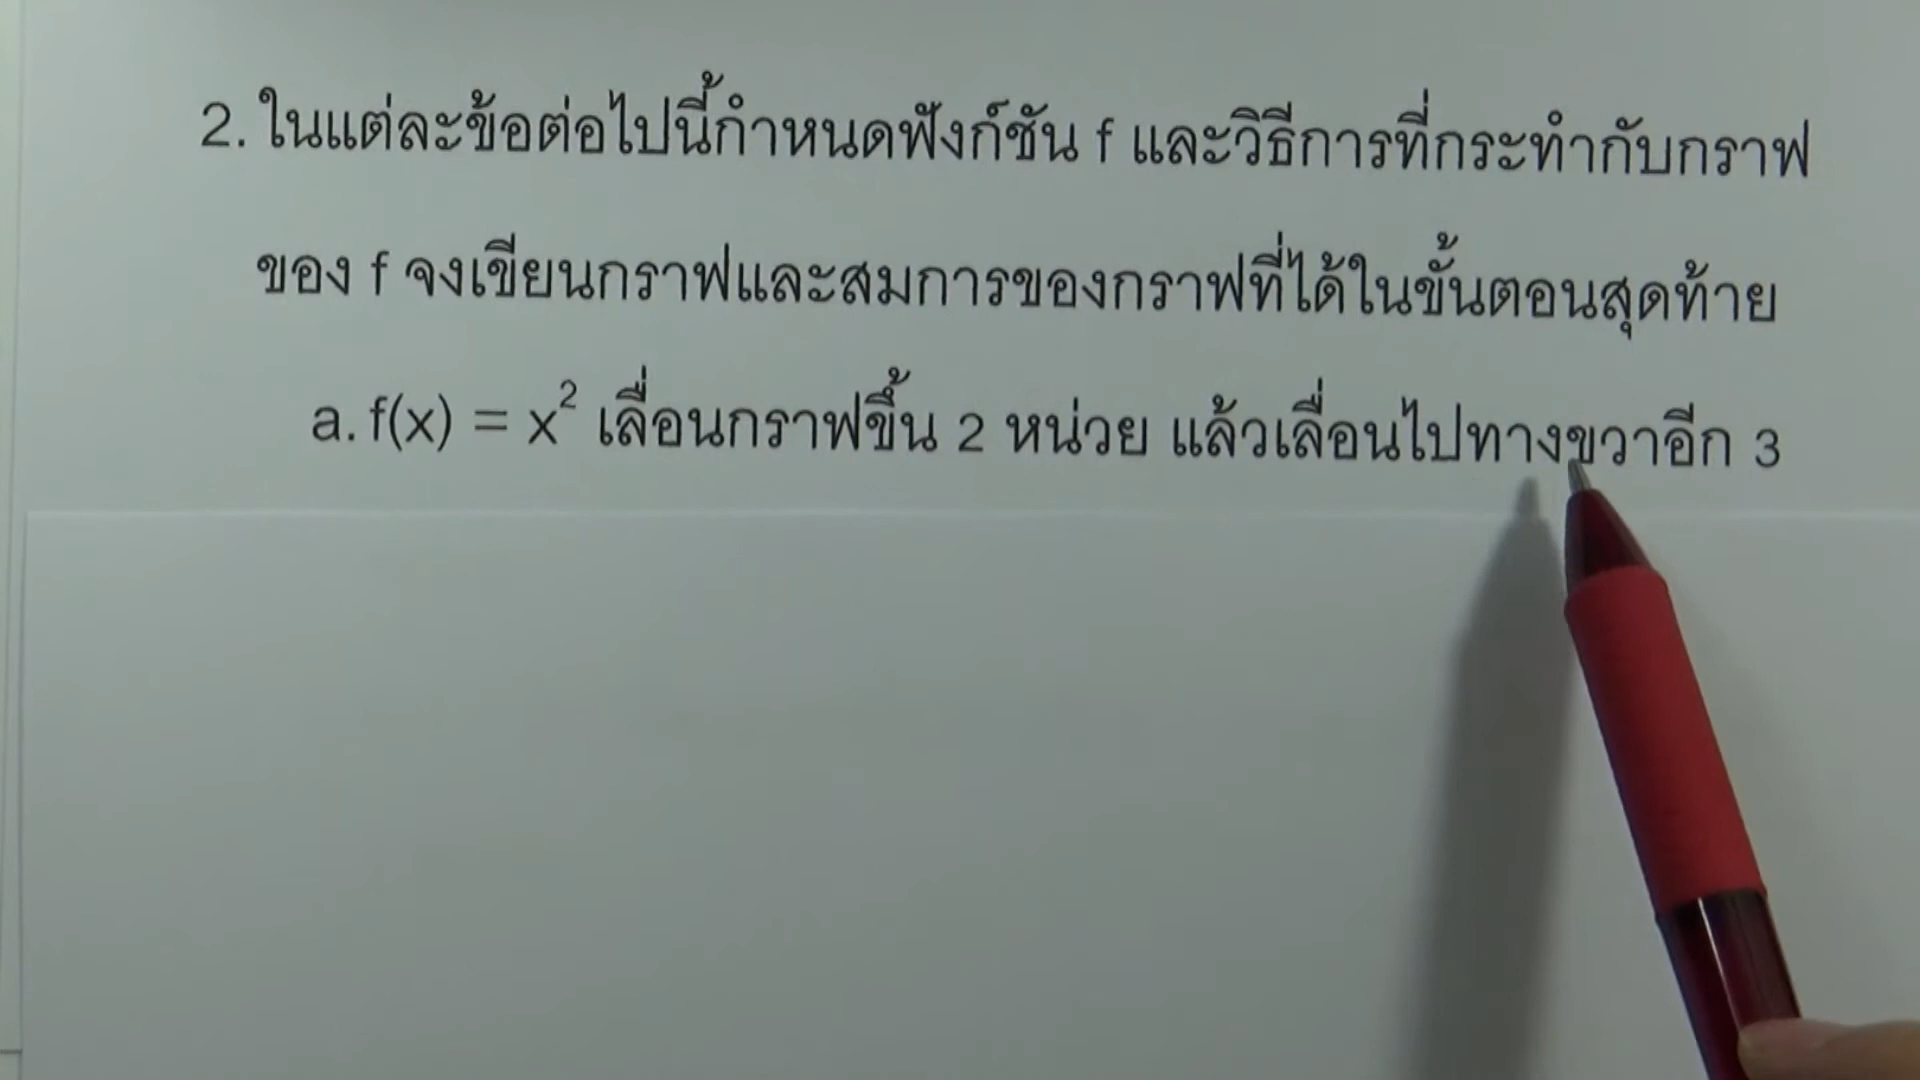 2. ในแต่ละข้อต่อไปนี้กำหนดฟังก์ชัน f และวิธีการที่กระทำกับกราฟ
ของ f จงเขียนกราฟและสมการของกราฟที่ได้ในขั้นตอนสุดท้าย
a. f(x) = x² เลื่อนกราฟขึ้น 2 หน่วย แล้วเลื่อนไปทางขวาอีก 3